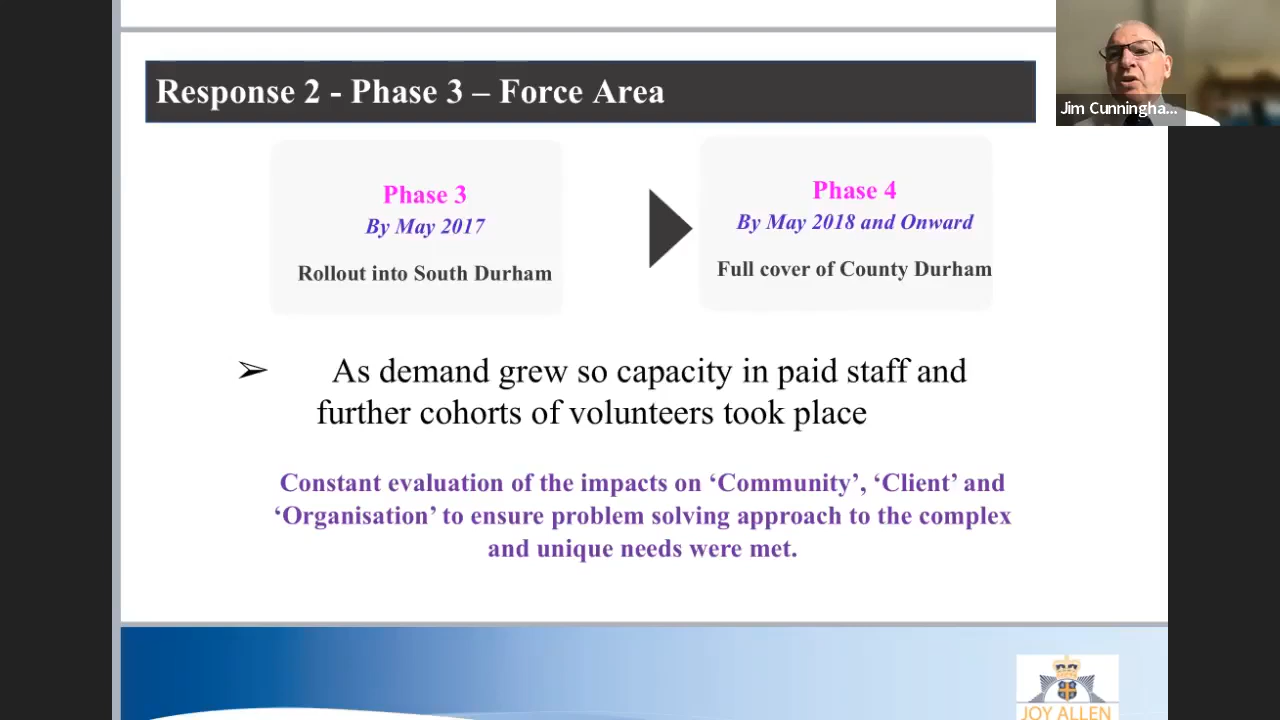 Response 2 - Phase 3 – Force Area
Jim Cunningha...
Phase 3
By May 2017
Rollout into South Durham
Phase 4
By May 2018 and Onward
Full cover of County Durham
➢ As demand grew so capacity in paid staff and
further cohorts of volunteers took place
Constant evaluation of the impacts on ‘Community’, ‘Client’ and
‘Organisation’ to ensure problem solving approach to the complex
and unique needs were met.
JOY ALLEN